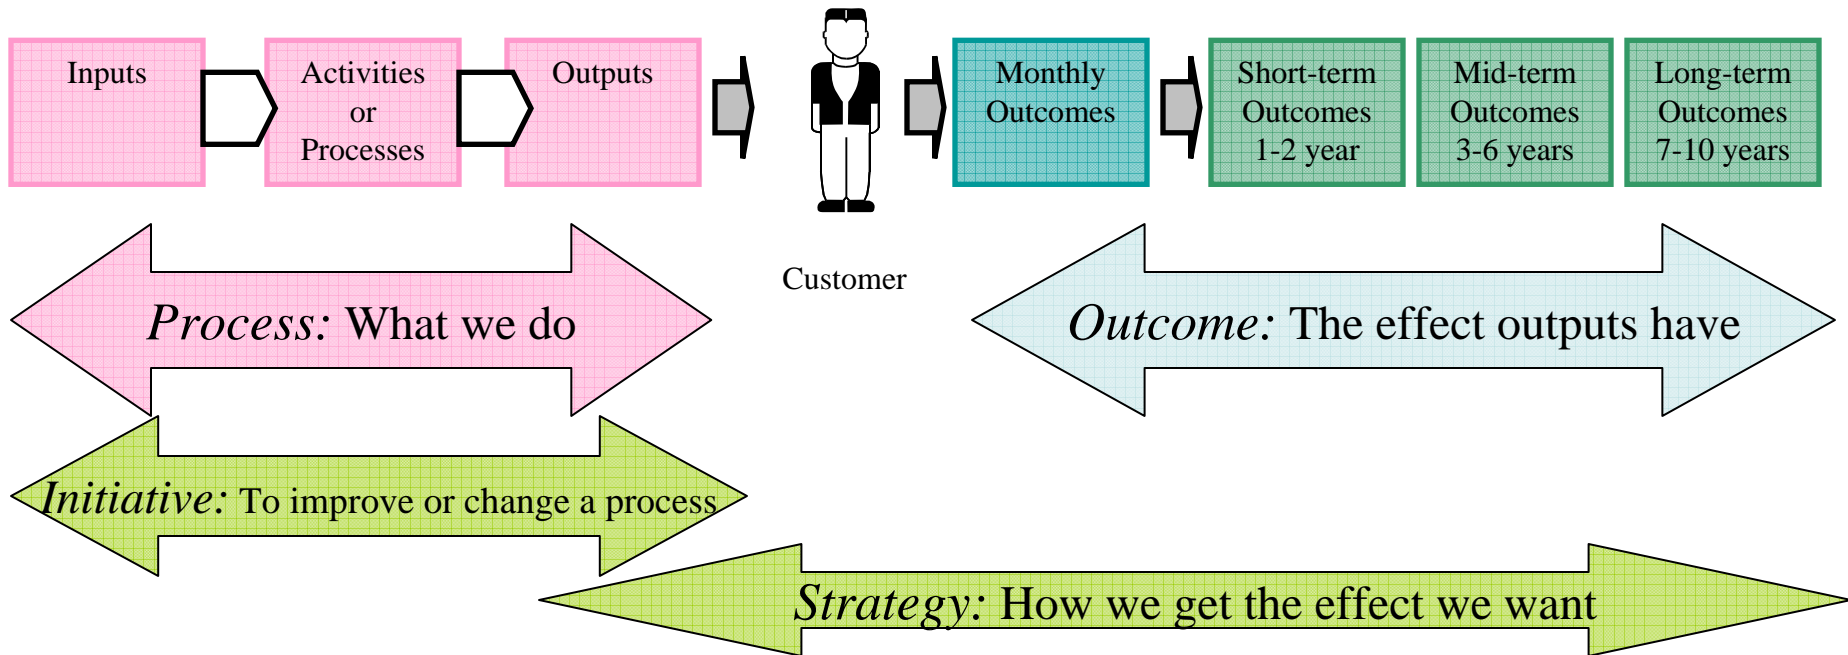 Inputs
Activities
or
Processes
Outputs
Monthly
Outcomes
Short-term
Outcomes
1-2 year
Mid-term
Outcomes
3-6 years
Long-term
Outcomes
7-10 years
Customer
Process: What we do
Outcome: The effect outputs have
Initiative: To improve or change a process
Strategy: How we get the effect we want